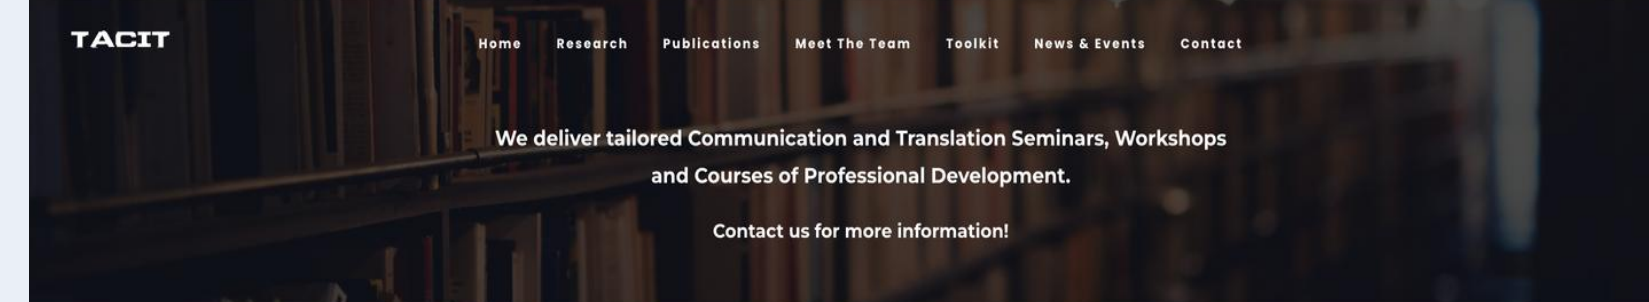 TACIT
Home Research Publications Meet The Team Toolkit News & Events Contact
We deliver tailored Communication and Translation Seminars, Workshops
and Courses of Professional Development.
Contact us for more information!